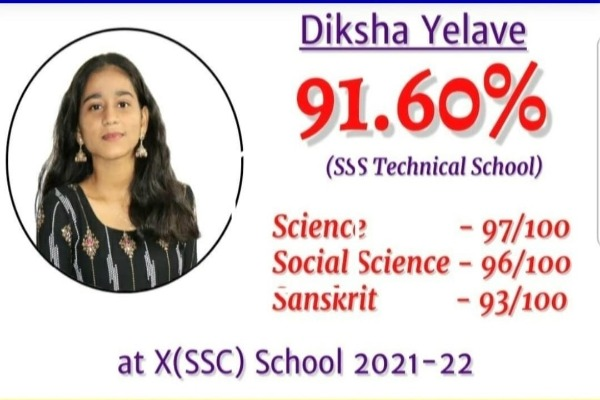 Diksha Yelave
91.60%
(SSS Technical School)
Science - 97/100
Social Science - 96/100
Sanskrit - 93/100
at X(SSC) School 2021-22